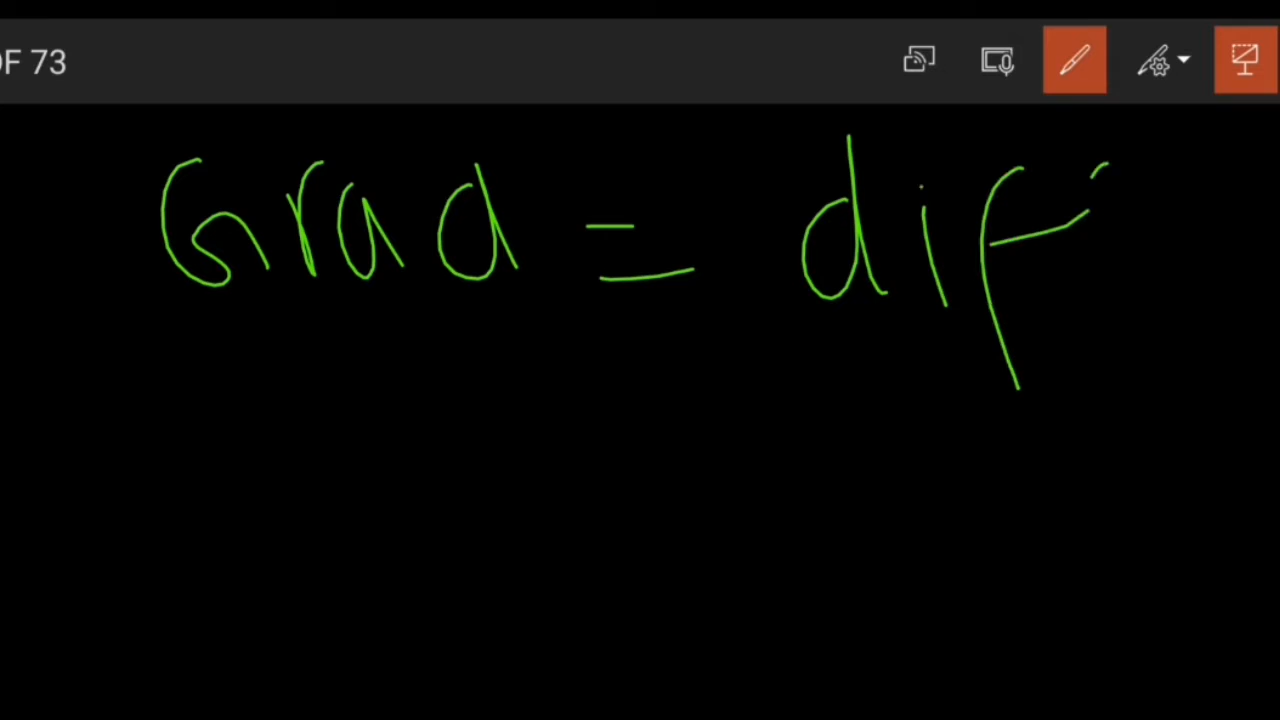 OF 73
Grad = dif